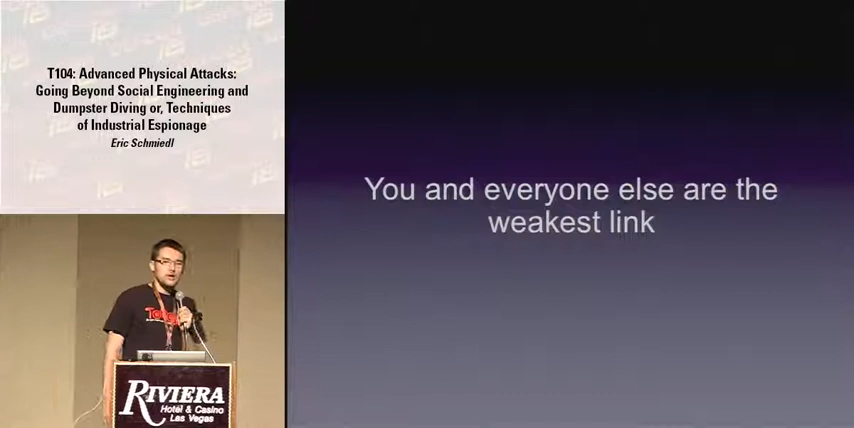 T104: Advanced Physical Attacks:
Going Beyond Social Engineering and
Dumpster Diving or, Techniques
of Industrial Espionage
Eric Schmiedl
You and everyone else are the
weakest link
RIVIERA
Hotel & Casino
Las Vegas